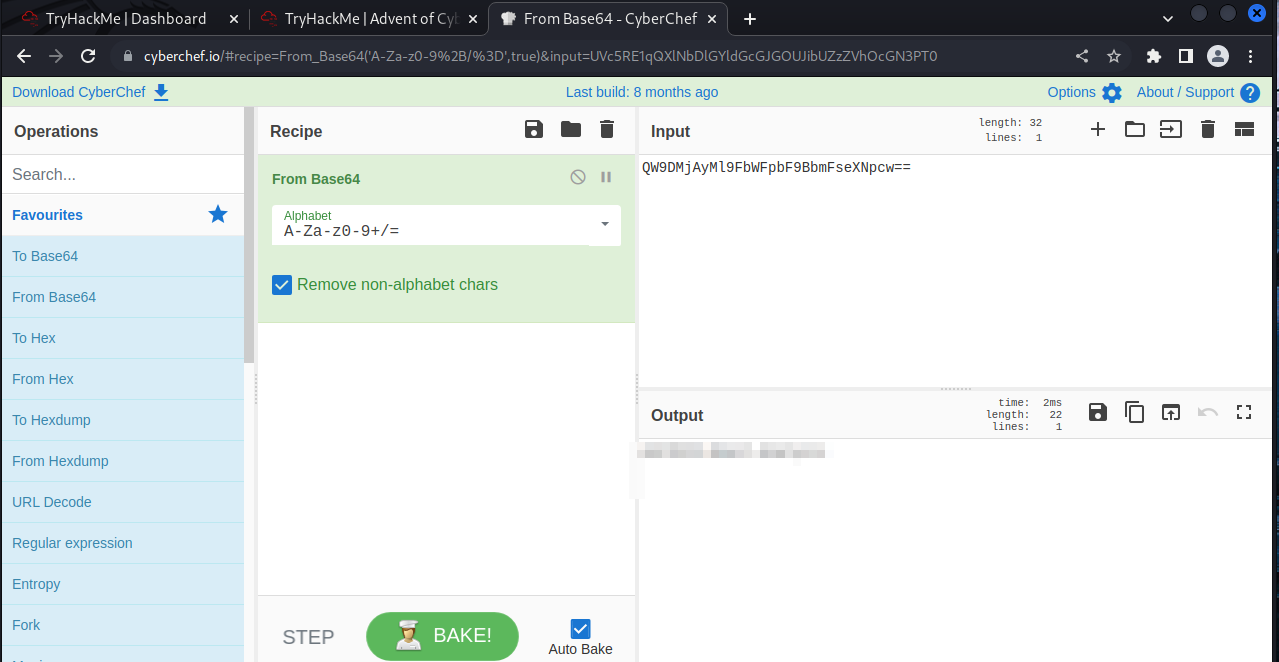 TryHackMe | Dashboard
TryHackMe | Advent of Cyb
From Base64 - CyberChef
cyberchef.io/#recipe=From_Base64('A-Za-z0-9%2B/%3D',true)&input=UVc5RE1qQXlNbDlGYldGcGJGOUJibUZzZVhOcGN3PT0
Download CyberChef
Last build: 8 months ago
Options
About / Support
Operations
Recipe
Input
length: 32
lines: 1
Search...
From Base64
QW9DMjAyMl9FbWFpbF9BbmFseXNpcw==
Favourites
Alphabet
A-Za-z0-9+/=
To Base64
Remove non-alphabet chars
From Base64
To Hex
From Hex
To Hexdump
Output
time: 2ms
length: 22
lines: 1
From Hexdump
URL Decode
Regular expression
Entropy
Fork
STEP
BAKE!
Auto Bake